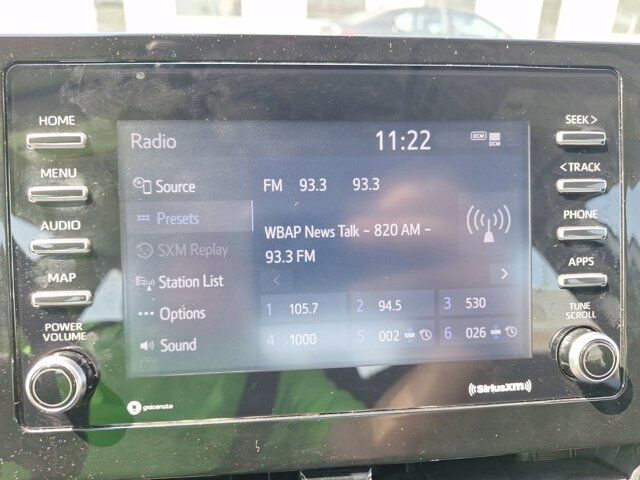 HOME
MENU
AUDIO
MAP
POWER
VOLUME
Radio
11:22
DCM
DCM
Source
Presets
SXM Replay
Station List
Options
Sound
FM 93.3 93.3
WBAP News Talk - 820 AM -
93.3 FM
1 105.7 2 94.5 3 530
4 1000 5 002 6 026
SEEK >
< TRACK
PHONE
APPS
TUNE
SCROLL
gracenote
((SiriusXM))